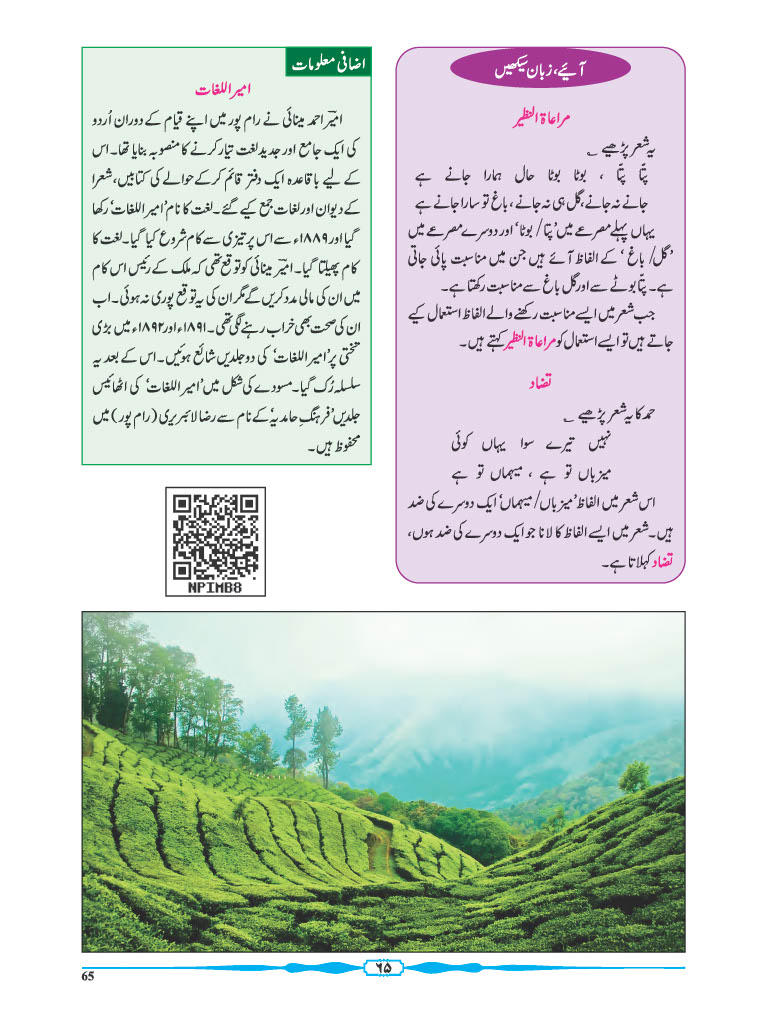 آئیے، زبان سیکھیں
مراعاۃ النظیر
یہ شعر پڑھیے ؎
پتّا پتّا ، بوٹا بوٹا حال ہمارا جانے ہے
جانے نہ جانے، گل ہی نہ جانے، باغ تو سارا جانے ہے
یہاں پہلے مصرعے میں 'پتا/ بوٹا' اور دوسرے مصرعے میں
'گل/ باغ' کے الفاظ آئے ہیں جن میں مناسبت پائی جاتی
ہے۔ پتّا بوٹے سے اور گل باغ سے مناسبت رکھتا ہے۔
جب شعر میں ایسے مناسبت رکھنے والے الفاظ استعمال کیے
جاتے ہیں تو ایسے استعمال کو مراعاۃ النظیر کہتے ہیں۔
تضاد
حمد کا یہ شعر پڑھیے ؎
نہیں تیرے سوا یہاں کوئی
میزباں تو ہے ، میہماں تو ہے
اس شعر میں الفاظ 'میزباں/ میہماں' ایک دوسرے کی ضد
ہیں۔ شعر میں ایسے الفاظ کا لانا جو ایک دوسرے کی ضد ہوں،
تضاد کہلاتا ہے۔
اضافی معلومات
امیر اللغات
امیرؔ احمد مینائی نے رام پور میں اپنے قیام کے دوران اُردو
کی ایک جامع اور جدید لغت تیار کرنے کا منصوبہ بنایا تھا۔ اس
کے لیے باقاعدہ ایک دفتر قائم کرکے حوالے کی کتابیں، شعرا
کے دیوان اور لغات جمع کیے گئے۔ لغت کا نام 'امیر اللغات' رکھا
گیا اور ۱۸۸۹ء سے اس پر تیزی سے کام شروع کیا گیا۔ لغت کا
کام پھیلتا گیا۔ امیرؔ مینائی کو توقع تھی کہ ملک کے رئیس اس کام
میں ان کی مالی مدد کریں گے مگر ان کی یہ توقع پوری نہ ہوئی۔ اب
ان کی صحت بھی خراب رہنے لگی تھی۔ ۱۸۹۱ء اور ۱۸۹۲ء میں بڑی
تختی پر 'امیر اللغات' کی دو جلدیں شائع ہوئیں۔ اس کے بعد یہ
سلسلہ رُک گیا۔ مسودے کی شکل میں 'امیر اللغات' کی اٹھائیس
جلدیں 'فرہنگِ حامدیہ' کے نام سے رضا لائبریری (رام پور) میں
محفوظ ہیں۔
NPIMB8
۶۵
65